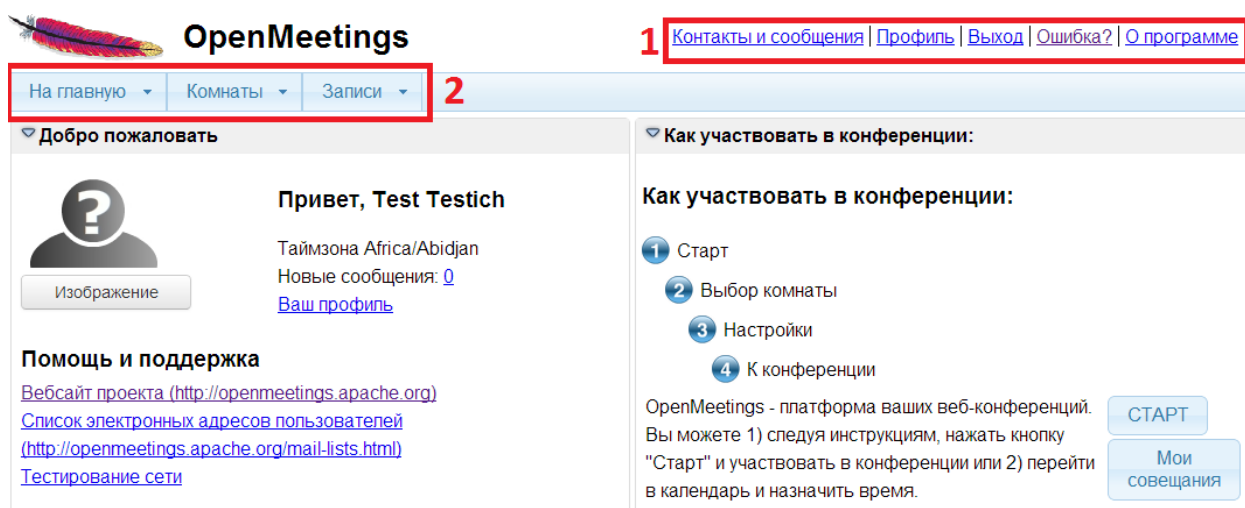 OpenMeetings
1 Контакты и сообщения | Профиль | Выход | Ошибка? | О программе
На главную Комнаты Записи 2
Добро пожаловать
?
Привет, Test Testich
Таймзона Africa/Abidjan
Новые сообщения: 0
Ваш профиль
Изображение
Помощь и поддержка
Вебсайт проекта (http://openmeetings.apache.org)
Список электронных адресов пользователей
(http://openmeetings.apache.org/mail-lists.html)
Тестирование сети
Как участвовать в конференции:
Как участвовать в конференции:
1 Старт
2 Выбор комнаты
3 Настройки
4 К конференции
OpenMeetings - платформа ваших веб-конференций.
Вы можете 1) следуя инструкциям, нажать кнопку
"Старт" и участвовать в конференции или 2) перейти
в календарь и назначить время.
СТАРТ
Мои
совещания